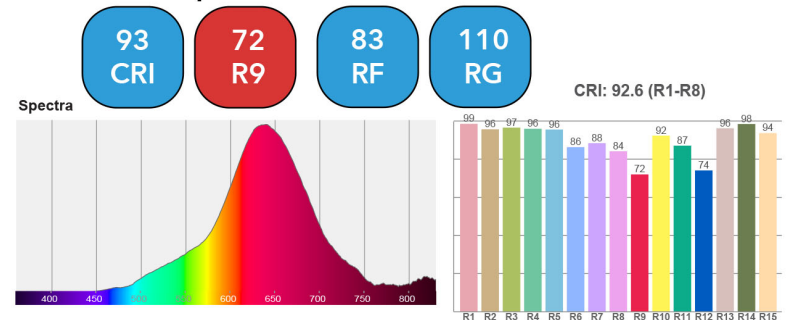 93 CRI
72 R9
83 RF
110 RG
CRI: 92.6 (R1-R8)
Spectra
99 96 97 96 96 86 88 84 72 92 87 74 96 98 94
400 450 500 550 600 650 700 750 800
R1 R2 R3 R4 R5 R6 R7 R8 R9 R10 R11 R12 R13 R14 R15